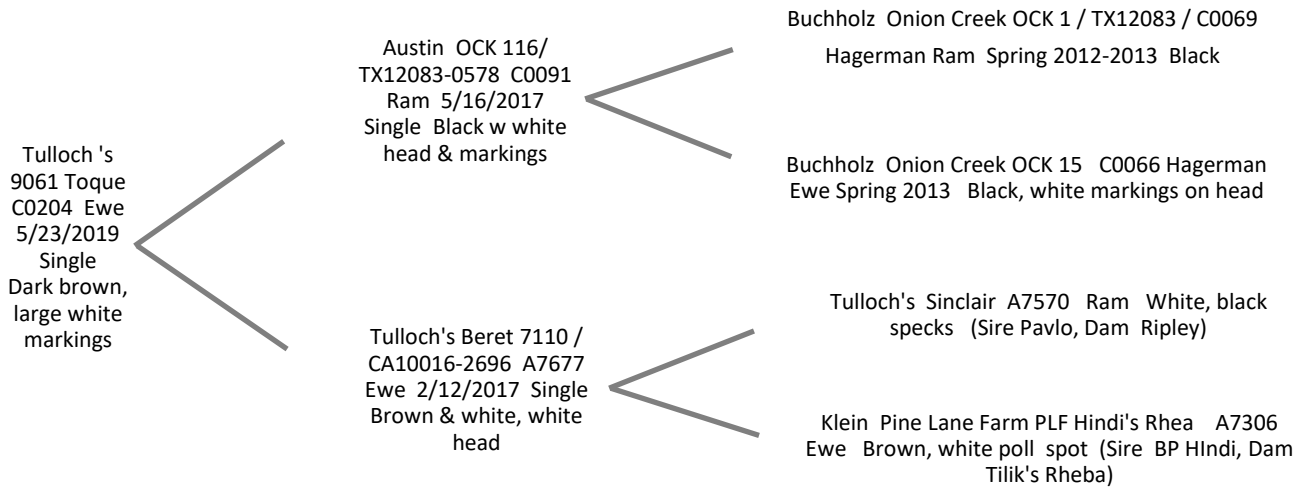 Tulloch 's
9061 Toque
C0204 Ewe
5/23/2019
Single
Dark brown,
large white
markings
Austin OCK 116/
TX12083-0578 C0091
Ram 5/16/2017
Single Black w white
head & markings
Tulloch's Beret 7110 /
CA10016-2696 A7677
Ewe 2/12/2017 Single
Brown & white, white
head
Buchholz Onion Creek OCK 1 / TX12083 / C0069
Hagerman Ram Spring 2012-2013 Black
Buchholz Onion Creek OCK 15 C0066 Hagerman
Ewe Spring 2013 Black, white markings on head
Tulloch's Sinclair A7570 Ram White, black
specks (Sire Pavlo, Dam Ripley)
Klein Pine Lane Farm PLF Hindi's Rhea A7306
Ewe Brown, white poll spot (Sire BP HIndi, Dam
Tilik's Rheba)